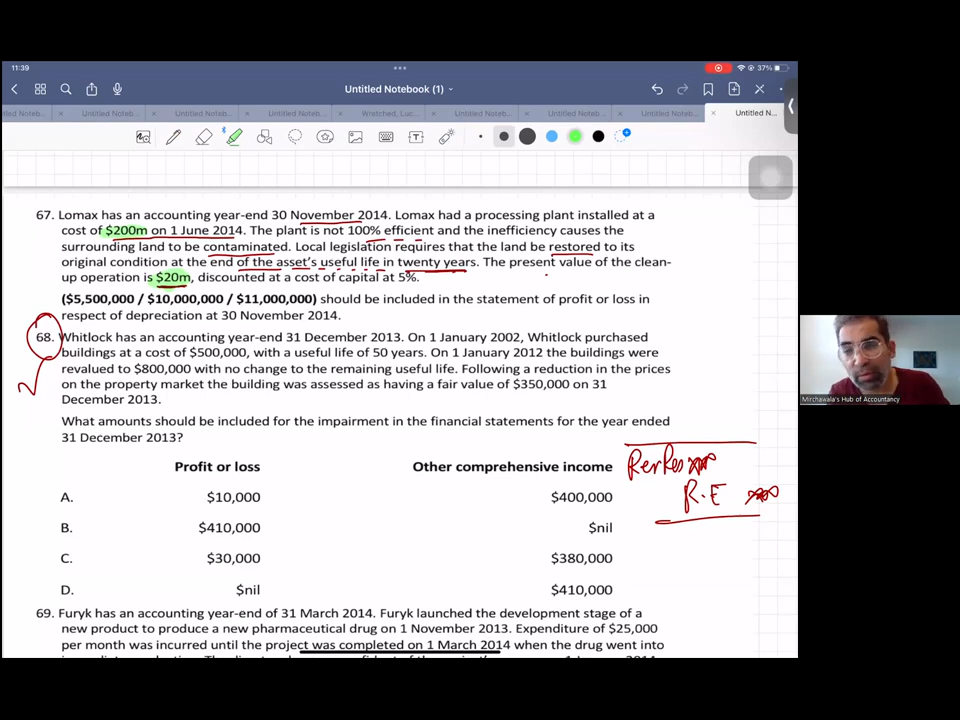 11:39
37%
Untitled Notebook (1)
Untitled Noteb... Untitled Noteb... Wretched, Luc... Untitled Noteb... Untitled Noteb... Untitled Noteb... Untitled N...
67. Lomax has an accounting year-end 30 November 2014. Lomax had a processing plant installed at a
cost of $200m on 1 June 2014. The plant is not 100% efficient and the inefficiency causes the
surrounding land to be contaminated. Local legislation requires that the land be restored to its
original condition at the end of the asset's useful life in twenty years. The present value of the clean-
up operation is $20m, discounted at a cost of capital at 5%.
($5,500,000 / $10,000,000 / $11,000,000) should be included in the statement of profit or loss in
respect of depreciation at 30 November 2014.
68. Whitlock has an accounting year-end 31 December 2013. On 1 January 2002, Whitlock purchased
buildings at a cost of $500,000, with a useful life of 50 years. On 1 January 2012 the buildings were
revalued to $800,000 with no change to the remaining useful life. Following a reduction in the prices
on the property market the building was assessed as having a fair value of $350,000 on 31
December 2013.
What amounts should be included for the impairment in the financial statements for the year ended
31 December 2013?
Profit or loss Other comprehensive income
A. $10,000 $400,000
B. $410,000 $nil
C. $30,000 $380,000
D. $nil $410,000
R.E
69. Furyk has an accounting year-end of 31 March 2014. Furyk launched the development stage of a
new product to produce a new pharmaceutical drug on 1 November 2013. Expenditure of $25,000
per month was incurred until the project was completed on 1 March 2014 when the drug went into
Mirchawala's Hub of Accountancy